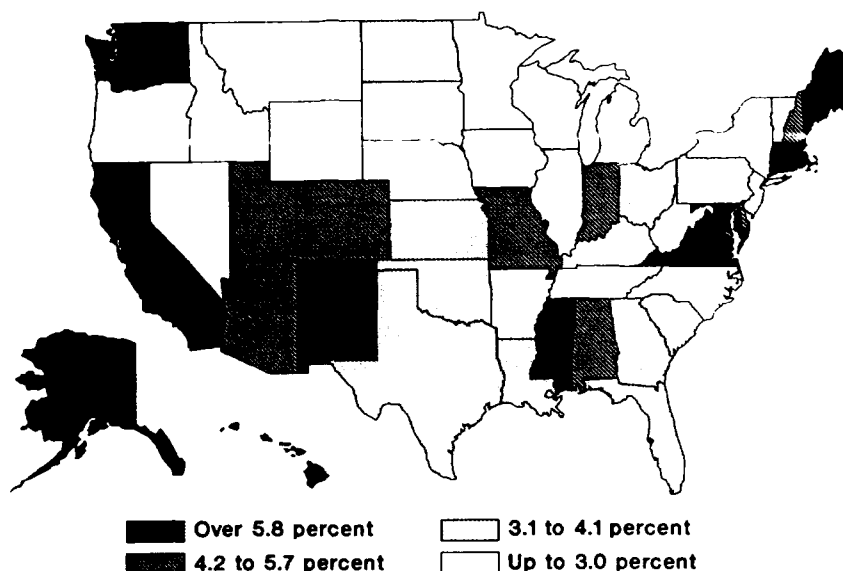 Over 5.8 percent
4.2 to 5.7 percent
3.1 to 4.1 percent
Up to 3.0 percent